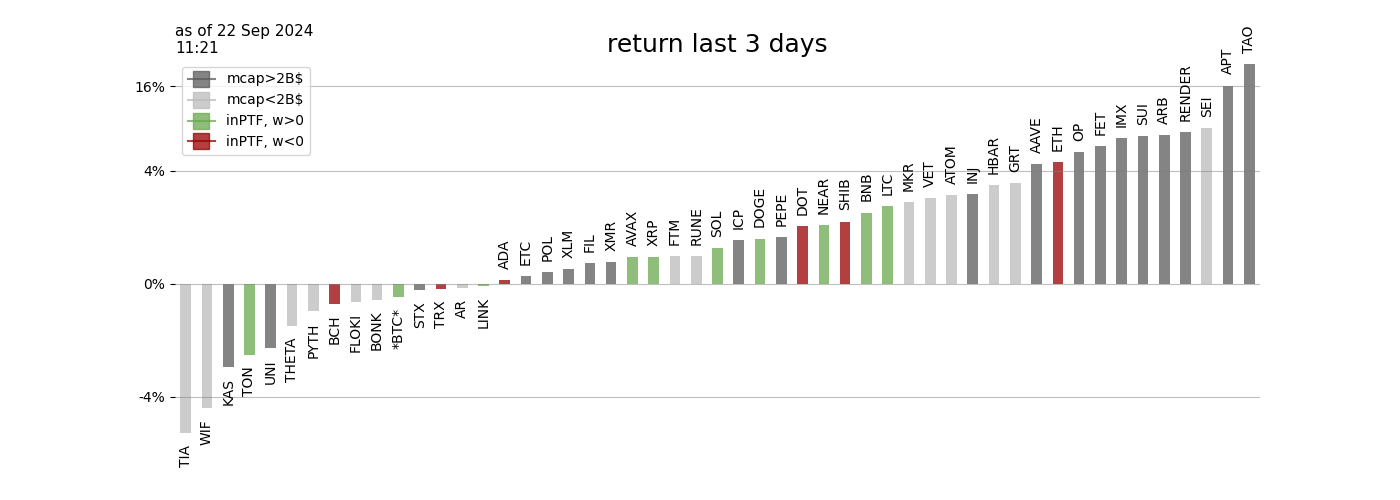 as of 22 Sep 2024
11:21
return last 3 days
mcap>2B$
mcap<2B$
inPTF, w>0
inPTF, w<0
16%
4%
0%
-4%
TIA
WIF
KAS
TON
UNI
THETA
PYTH
BCH
FLOKI
BONK
*BTC*
STX
TRX
AR
LINK
ADA
ETC
POL
XLM
FIL
XMR
AVAX
XRP
FTM
RUNE
SOL
ICP
DOGE
PEPE
DOT
NEAR
SHIB
BNB
LTC
MKR
VET
ATOM
INJ
HBAR
GRT
AAVE
ETH
OP
FET
IMX
SUI
ARB
RENDER
SEI
APT
TAO